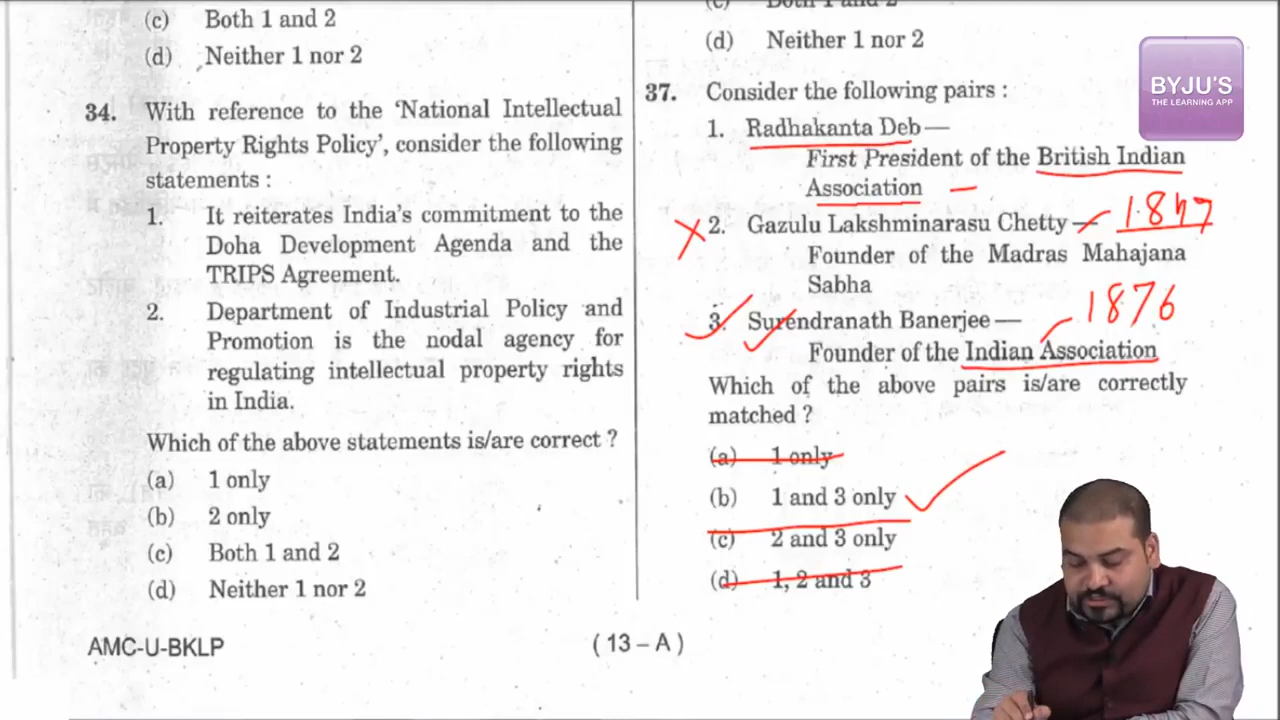 (c) Both 1 and 2
(d) Neither 1 nor 2
34. With reference to the 'National Intellectual
Property Rights Policy', consider the following
statements :
1. It reiterates India's commitment to the
Doha Development Agenda and the
TRIPS Agreement.
2. Department of Industrial Policy and
Promotion is the nodal agency for
regulating intellectual property rights
in India.
Which of the above statements is/are correct ?
(a) 1 only
(b) 2 only
(c) Both 1 and 2
(d) Neither 1 nor 2
AMC-U-BKLP
( 13 – A )
(c) Both 1 and 2
(d) Neither 1 nor 2
37. Consider the following pairs :
1. Radhakanta Deb —
First President of the British Indian
Association
2. Gazulu Lakshminarasu Chetty —
Founder of the Madras Mahajana
Sabha
3. Surendranath Banerjee — 1876
Founder of the Indian Association
Which of the above pairs is/are correctly
matched ?
(a) 1 only
(b) 1 and 3 only
(c) 2 and 3 only
(d) 1, 2 and 3
BYJU'S
THE LEARNING APP